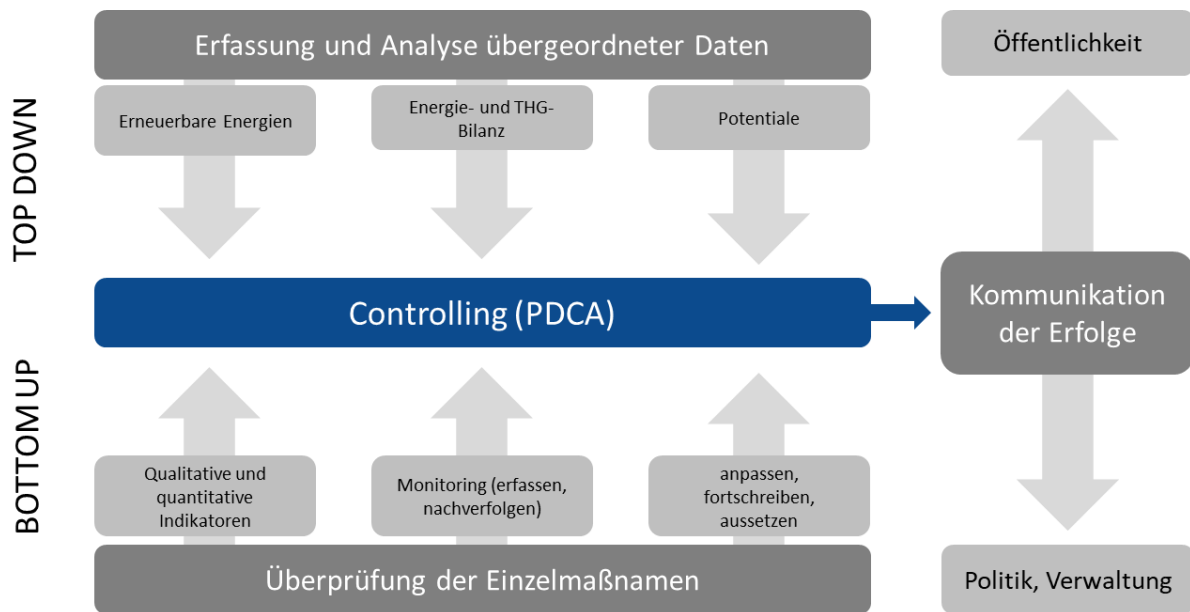 TOP DOWN
Erfassung und Analyse übergeordneter Daten
Erneuerbare Energien
Energie- und THG-
Bilanz
Potentiale
Controlling (PDCA)
BOTTOM UP
Qualitative und
quantitative
Indikatoren
Monitoring (erfassen,
nachverfolgen)
anpassen,
fortschreiben,
aussetzen
Überprüfung der Einzelmaßnamen
Öffentlichkeit
Kommunikation
der Erfolge
Politik, Verwaltung